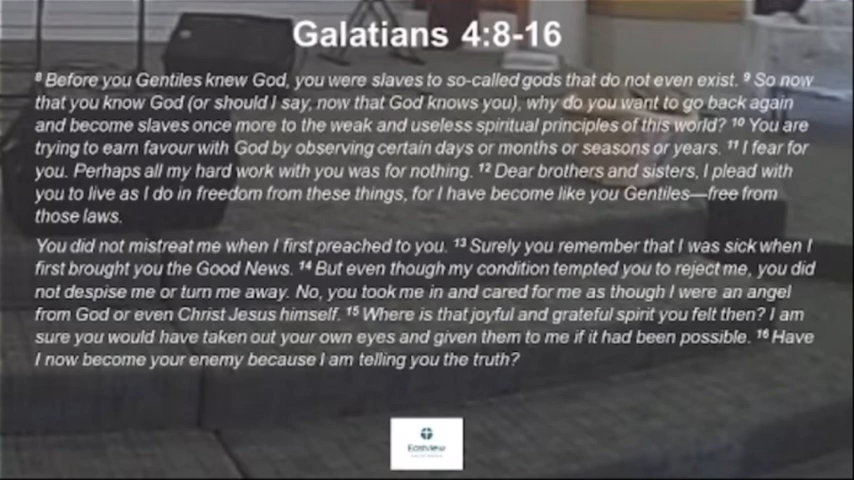 Galatians 4:8-16
⁸ Before you Gentiles knew God, you were slaves to so-called gods that do not even exist. ⁹ So now
that you know God (or should I say, now that God knows you), why do you want to go back again
and become slaves once more to the weak and useless spiritual principles of this world? ¹⁰ You are
trying to earn favour with God by observing certain days or months or seasons or years. ¹¹ I fear for
you. Perhaps all my hard work with you was for nothing. ¹² Dear brothers and sisters, I plead with
you to live as I do in freedom from these things, for I have become like you Gentiles—free from
those laws.
You did not mistreat me when I first preached to you. ¹³ Surely you remember that I was sick when I
first brought you the Good News. ¹⁴ But even though my condition tempted you to reject me, you did
not despise me or turn me away. No, you took me in and cared for me as though I were an angel
from God or even Christ Jesus himself. ¹⁵ Where is that joyful and grateful spirit you felt then? I am
sure you would have taken out your own eyes and given them to me if it had been possible. ¹⁶ Have
I now become your enemy because I am telling you the truth?
Eastview